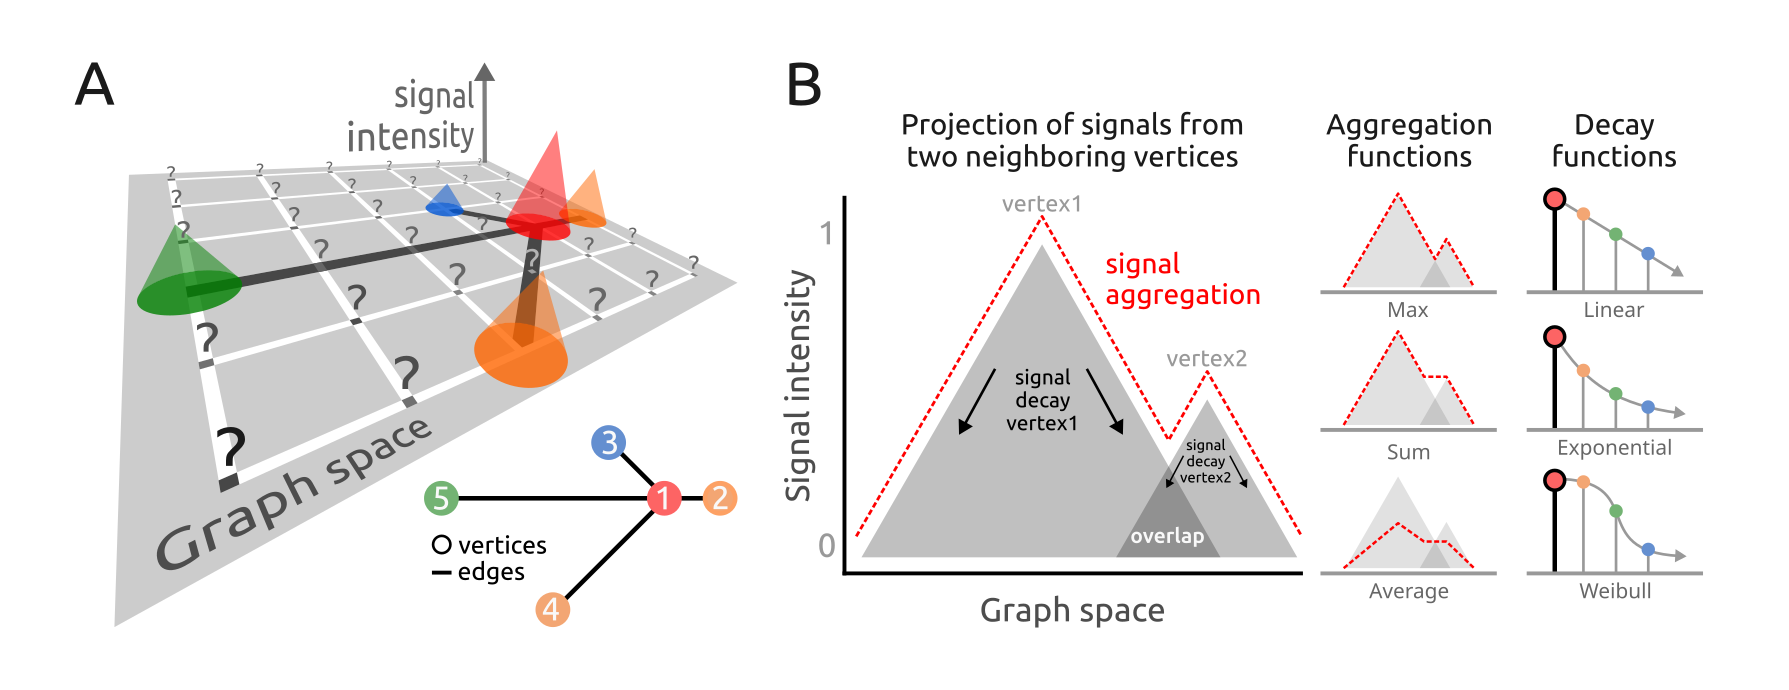 A
signal
intensity
? ? ? ? ? ?
? ? ? ? ? ?
? ? ? ? ? ?
? ? ? ? ?
? ? ? ?
? ?
?
Graph space
3
5
1
2
4
vertices
edges
B
Projection of signals from
two neighboring vertices
Signal intensity
1
0
vertex1
signal
aggregation
vertex2
signal
decay
vertex1
signal
decay
vertex2
overlap
Graph space
Aggregation
functions
Max
Sum
Average
Decay
functions
Linear
Exponential
Weibull